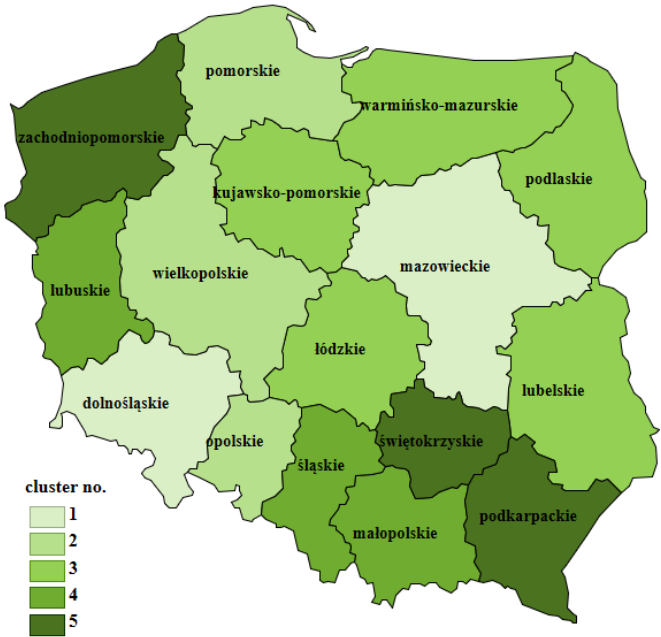 pomorskie
warmińsko-mazurskie
zachodniopomorskie
podlaskie
kujawsko-pomorskie
mazowieckie
wielkopolskie
lubuskie
łódzkie
lubelskie
dolnośląskie
opolskie
świętokrzyskie
śląskie
podkarpackie
małopolskie
cluster no.
1
2
3
4
5